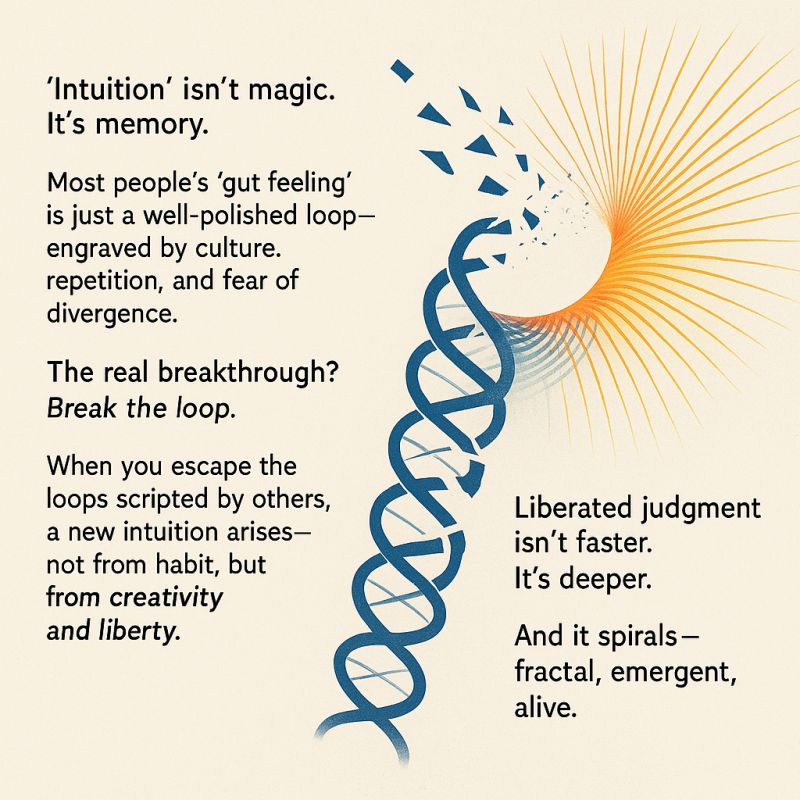 ‘Intuition’ isn’t magic.
It’s memory.
Most people’s ‘gut feeling’
is just a well-polished loop—
engraved by culture.
repetition, and fear of
divergence.
The real breakthrough?
Break the loop.
When you escape the
loops scripted by others,
a new intuition arises—
not from habit, but
from creativity
and liberty.
Liberated judgment
isn’t faster.
It’s deeper.
And it spirals—
fractal, emergent,
alive.